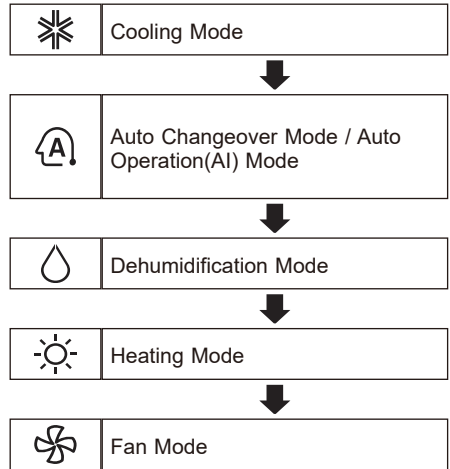 Cooling Mode
A
Auto Changeover Mode / Auto
Operation(AI) Mode
Dehumidification Mode
Heating Mode
Fan Mode